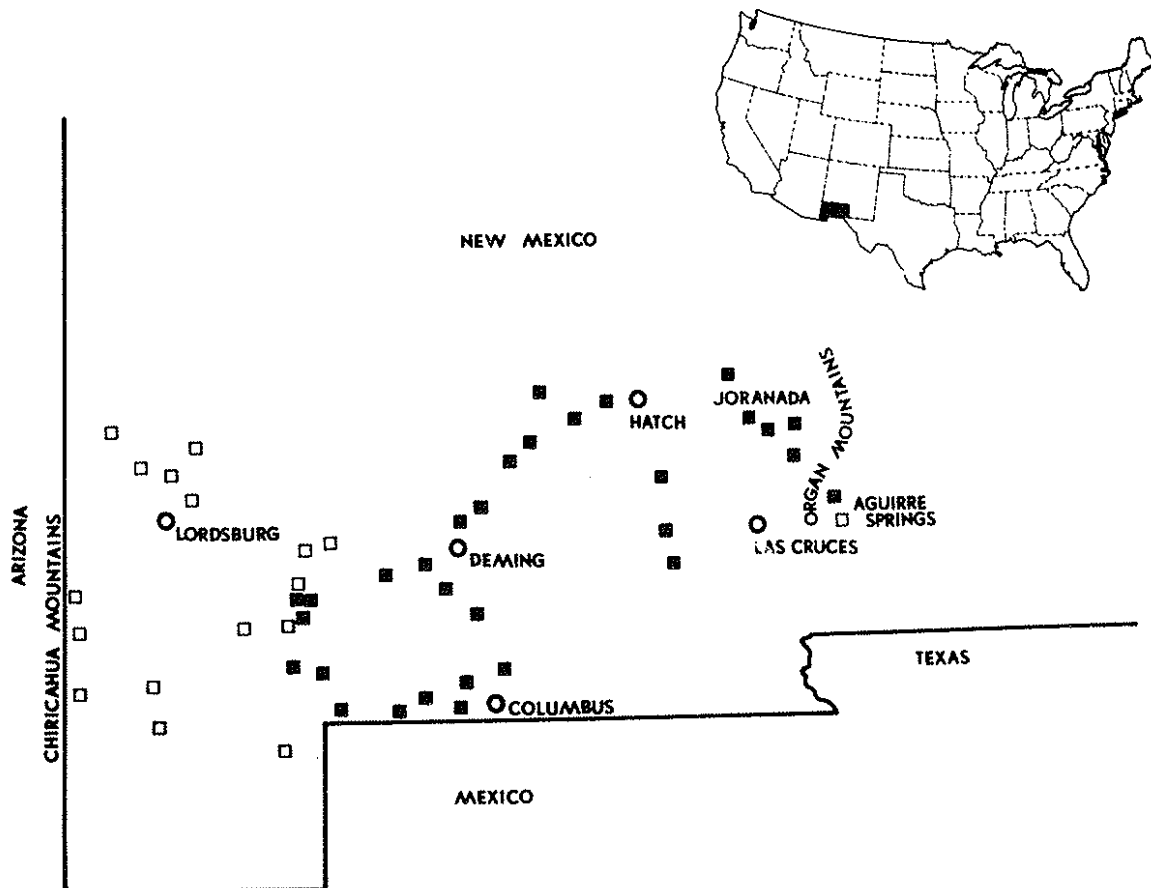 NEW MEXICO
ORGAN MOUNTAINS
JORANADA
HATCH
AGUIRRE
SPRINGS
LORDSBURG
LAS CRUCES
DEMING
ARIZONA
CHIRICAHUA MOUNTAINS
TEXAS
COLUMBUS
MEXICO